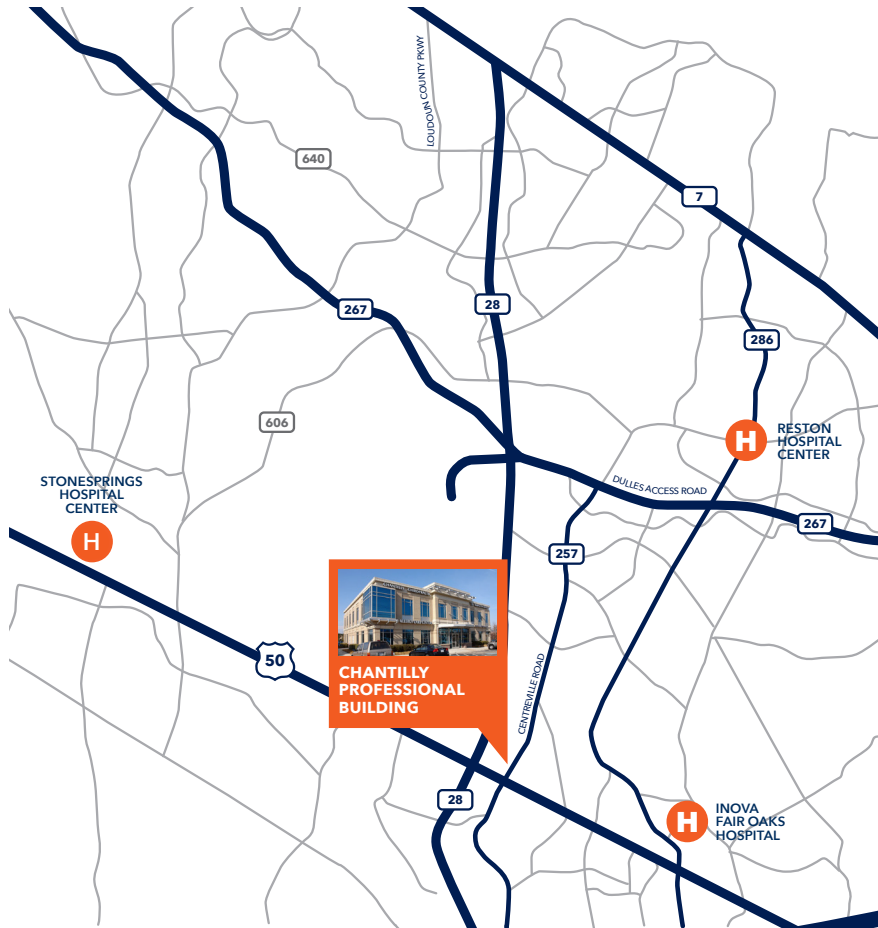 LOUDOUN COUNTY PKWY
640
7
267
28
286
606
RESTON
HOSPITAL
CENTER
H
STONESPRINGS
HOSPITAL
CENTER
H
DULLES ACCESS ROAD
267
257
50
CHANTILLY
PROFESSIONAL
BUILDING
CENTREVILLE ROAD
28
H
INOVA
FAIR OAKS
HOSPITAL